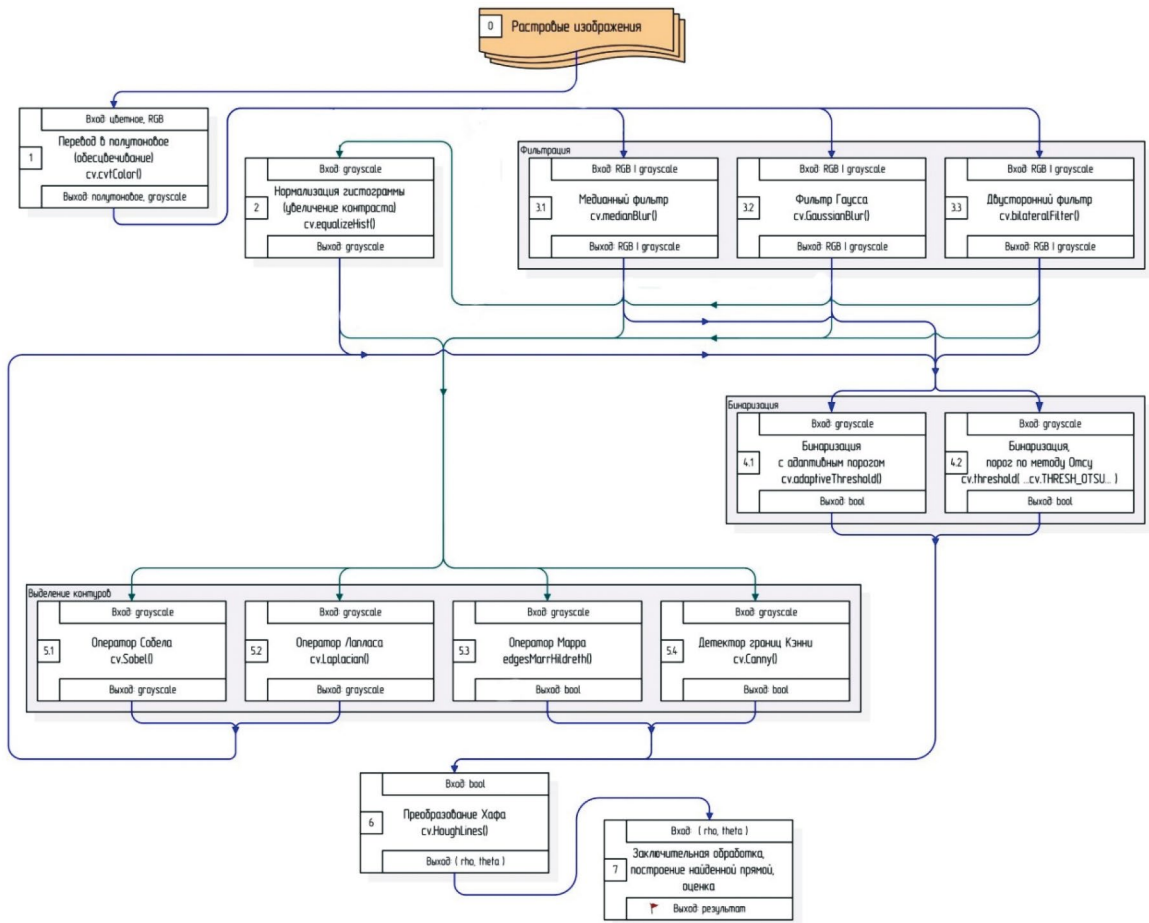 0
Растровые изображения
Вход: цветное, RGB
1
Перевод в полутоновое
(обесцвечивание)
cv.cvtColor()
Выход: полутоновое, grayscale
Вход: grayscale
2
Нормализация гистограммы
(увеличение контраста)
cv.equalizeHist()
Выход: grayscale
Фильтрация
Вход: RGB | grayscale
3.1
Медианный фильтр
cv.medianBlur()
Выход: RGB | grayscale
Вход: RGB | grayscale
3.2
Фильтр Гаусса
cv.GaussianBlur()
Выход: RGB | grayscale
Вход: RGB | grayscale
3.3
Двусторонний фильтр
cv.bilateralFilter()
Выход: RGB | grayscale
Бинаризация
Вход: grayscale
4.1
Бинаризация
с адаптивным порогом
cv.adaptiveThreshold()
Выход: bool
Вход: grayscale
4.2
Бинаризация,
порог по методу Отсу
cv.threshold( ...cv.THRESH_OTSU... )
Выход: bool
Выделение контуров
Вход: grayscale
5.1
Оператор Собела
cv.Sobel()
Выход: grayscale
Вход: grayscale
5.2
Оператор Лапласа
cv.Laplacian()
Выход: grayscale
Вход: grayscale
5.3
Оператор Марра
edgesMarrHildreth()
Выход: bool
Вход: grayscale
5.4
Детектор границ Кэнни
cv.Canny()
Выход: bool
Вход: bool
6
Преобразование Хафа
cv.HoughLines()
Выход: ( rho, theta )
Вход: ( rho, theta )
7
Заключительная обработка,
построение найденной прямой,
оценка
Выход: результат